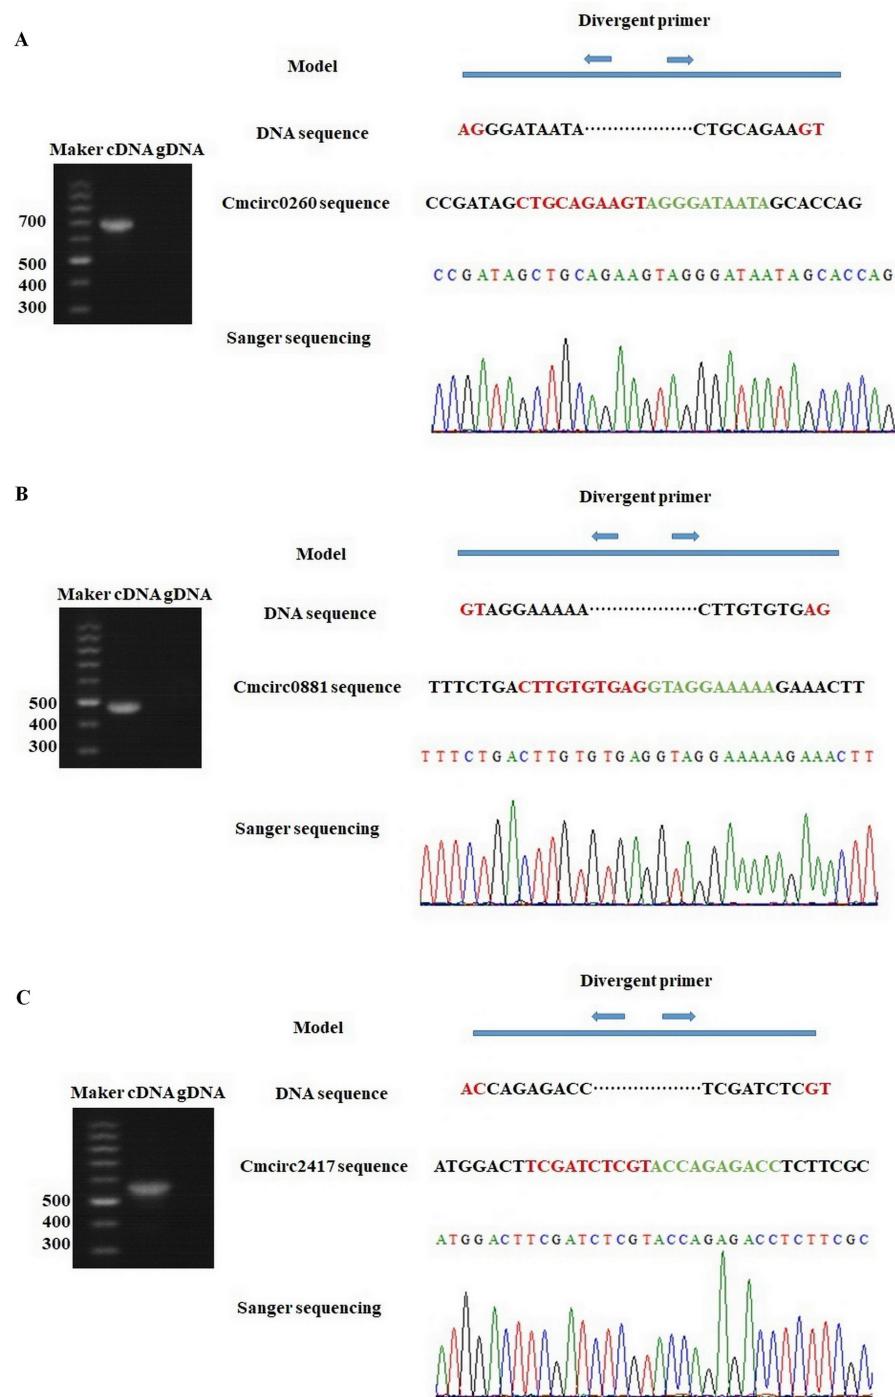 A
Divergent primer
Model
DNA sequence
AGGGATAATA··················CTGCAGAAGT
Maker cDNA gDNA
Cmcirc0260 sequence
CCGATAGCTGCAGAAGTAGGGATAATAGCACCAG
700
500
400
300
CCGATAGCTGCAGAAGTAGGGATAATAGCACCAG
Sanger sequencing
B
Divergent primer
Model
Maker cDNA gDNA
DNA sequence
GTAGGAAAAA··················CTTGTGTGAG
Cmcirc0881 sequence
TTTCTGACTTGTGTGAGGTAGGAAAAAGAAACTT
500
400
300
TTTCTGACTTGTGTGAGGTAGGAAAAAGAAACTT
Sanger sequencing
C
Divergent primer
Model
Maker cDNA gDNA
DNA sequence
ACCAGAGACC··················TCGATCTCGT
Cmcirc2417 sequence
ATGGACTTCGATCTCGTACCAGAGACCTCTTCGC
500
400
300
ATGGACTTCGATCTCGTACCAGAGACCTCTTCGC
Sanger sequencing